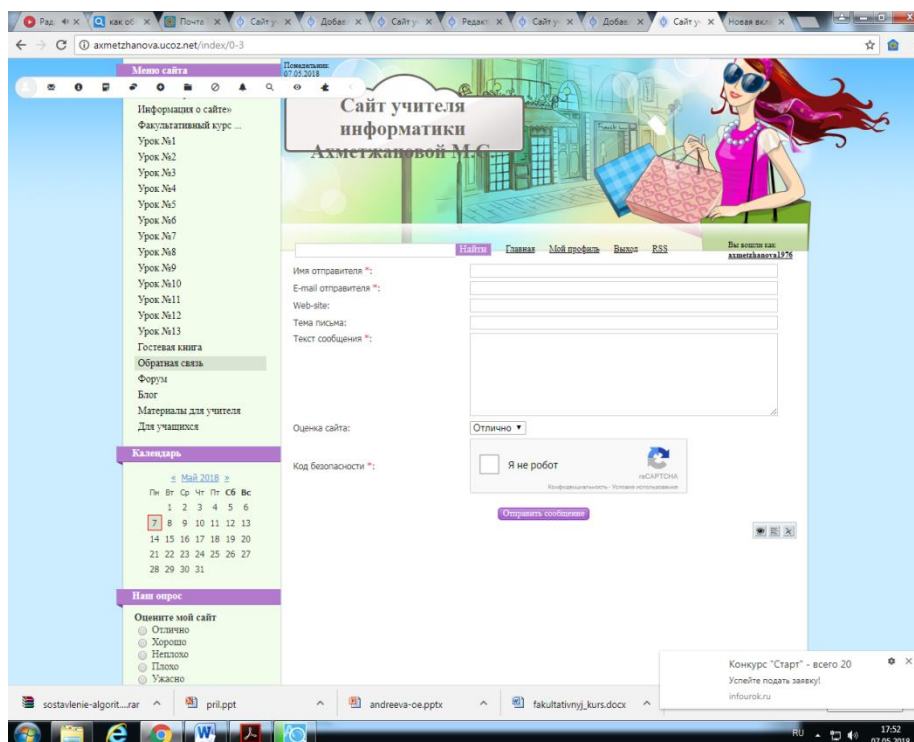 Рад
как об
Почта
Сайт у
Добав
Сайт у
Редакт
Сайт у
Добав
Сайт у
Новая вкл
axmetzhanova.ucoz.net/index/0-3
Меню сайта
Понедельник
07.05.2018
Сайт учителя
информатики
Ахметжановой М.С.
Информация о сайте»
Факультативный курс ...
Урок №1
Урок №2
Урок №3
Урок №4
Урок №5
Урок №6
Урок №7
Урок №8
Урок №9
Урок №10
Урок №11
Урок №12
Урок №13
Гостевая книга
Обратная связь
Форум
Блог
Материалы для учителя
Для учащихся
Найти Главная Мой профиль Выход RSS
Вы вошли как
axmetzhanova1976
Имя отправителя *:
E-mail отправителя *:
Web-site:
Тема письма:
Текст сообщения *:
Оценка сайта: Отлично
Код безопасности *: Я не робот
reCAPTCHA
Конфиденциальность - Условия использования
Отправить сообщение
Календарь
« Май 2018 »
Пн Вт Ср Чт Пт Сб Вс
1 2 3 4 5 6
7 8 9 10 11 12 13
14 15 16 17 18 19 20
21 22 23 24 25 26 27
28 29 30 31
Наш опрос
Оцените мой сайт
Отлично
Хорошо
Неплохо
Плохо
Ужасно
Конкурс "Старт" - всего 20
Успейте подать заявку!
infourok.ru
sostavlenie-algorit....rar
pril.ppt
andreeva-oe.pptx
fakultativnyj_kurs.docx
RU
17:52
07.05.2018